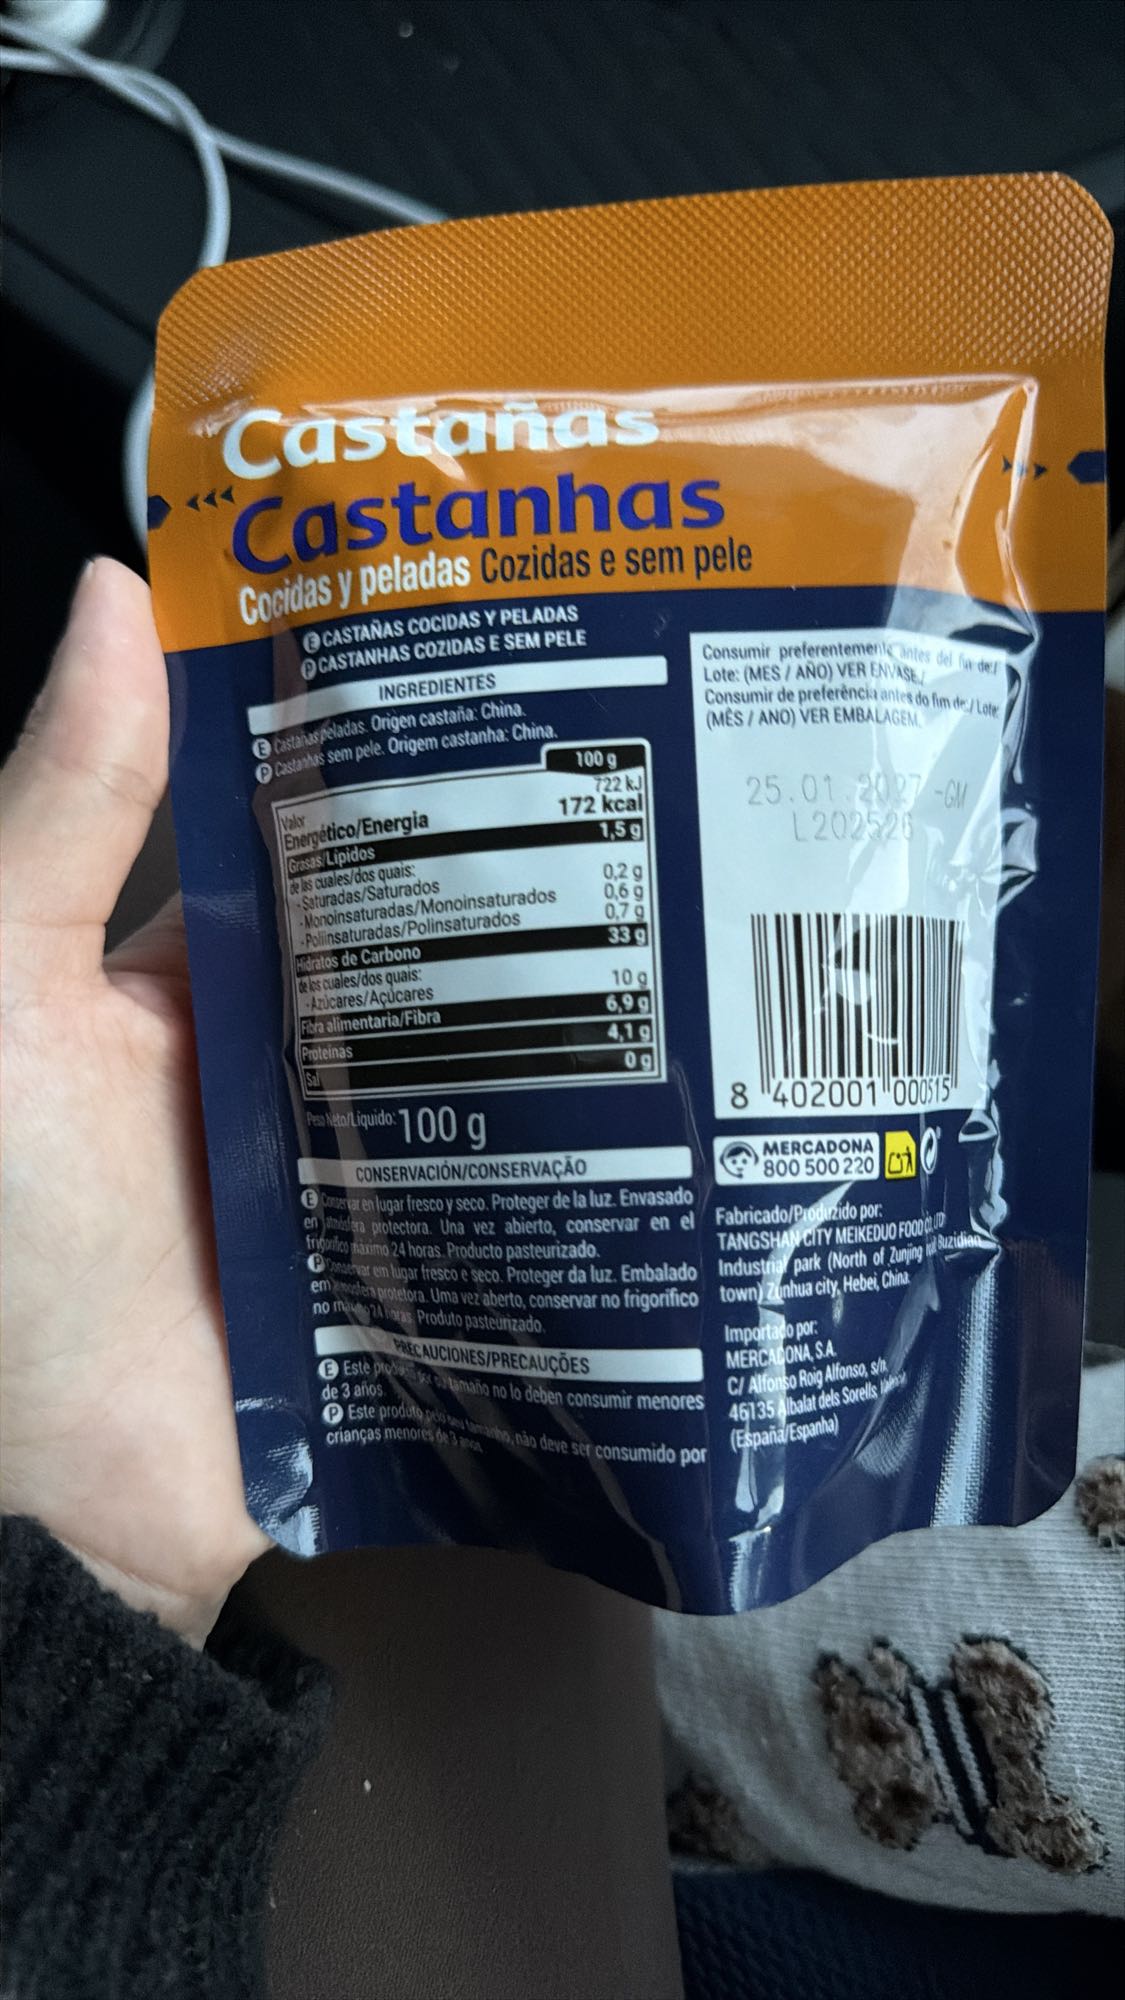 Castañas
Castanhas
Cocidas y peladas Cozidas e sem pele
E CASTAÑAS COCIDAS Y PELADAS
P CASTANHAS COZIDAS E SEM PELE
INGREDIENTES
E Castañas peladas. Origen castaña: China.
P Castanhas sem pele. Origem castanha: China.
100 g
Valor 722 kJ
Energético/Energia 172 kcal
Grasas/Lípidos 1,5 g
de las cuales/dos quais:
-Saturadas/Saturados 0,2 g
-Monoinsaturadas/Monoinsaturados 0,6 g
-Poliinsaturadas/Polinsaturados 0,7 g
Hidratos de Carbono 33 g
de los cuales/dos quais:
-Azúcares/Açúcares 10 g
Fibra alimentaria/Fibra 6,9 g
Proteínas 4,1 g
Sal 0 g
Peso Neto/Líquido: 100 g
CONSERVACIÓN/CONSERVAÇÃO
E Conservar en lugar fresco y seco. Proteger de la luz. Envasado
en atmósfera protectora. Una vez abierto, conservar en el
frigorífico máximo 24 horas. Producto pasteurizado.
P Conservar em lugar fresco e seco. Proteger da luz. Embalado
em atmosfera protetora. Uma vez aberto, conservar no frigorífico
no máximo 24 horas. Produto pasteurizado.
PRECAUCIONES/PRECAUÇÕES
E Este producto por su tamaño no lo deben consumir menores
de 3 años.
P Este produto, pelo seu tamanho, não deve ser consumido por
crianças menores de 3 anos.
Consumir preferentemente antes del fin de:/
Lote: (MES / AÑO) VER ENVASE./
Consumir de preferência antes do fim de:/ Lote:
(MÊS / ANO) VER EMBALAGEM.
25.01.2027 -GM
L202526
8 402001 000515
MERCADONA
800 500 220
Fabricado/Produzido por:
TANGSHAN CITY MEIKEDUO FOOD CO. LTD
Industrial park (North of Zunjing Buzidian
town) Zunhua city, Hebei, China.
Importado por:
MERCADONA, S.A.
C/ Alfonso Roig Alfonso, s/n.
46135 Albalat dels Sorells
(España/Espanha)